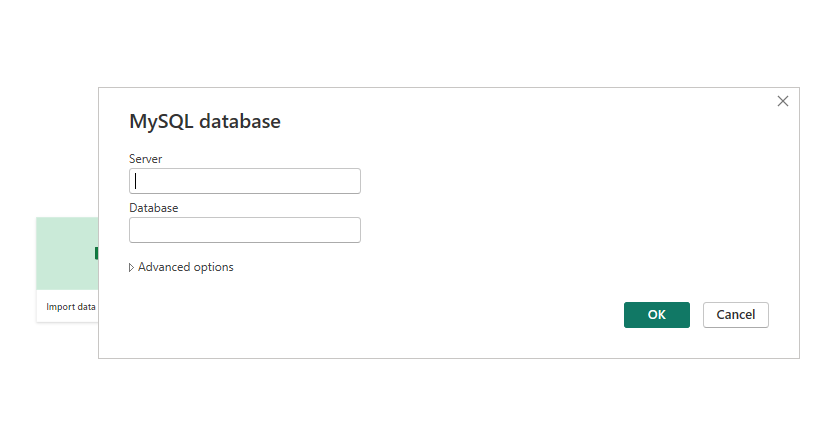 MySQL database
Server
Database
Advanced options
Import data
OK
Cancel